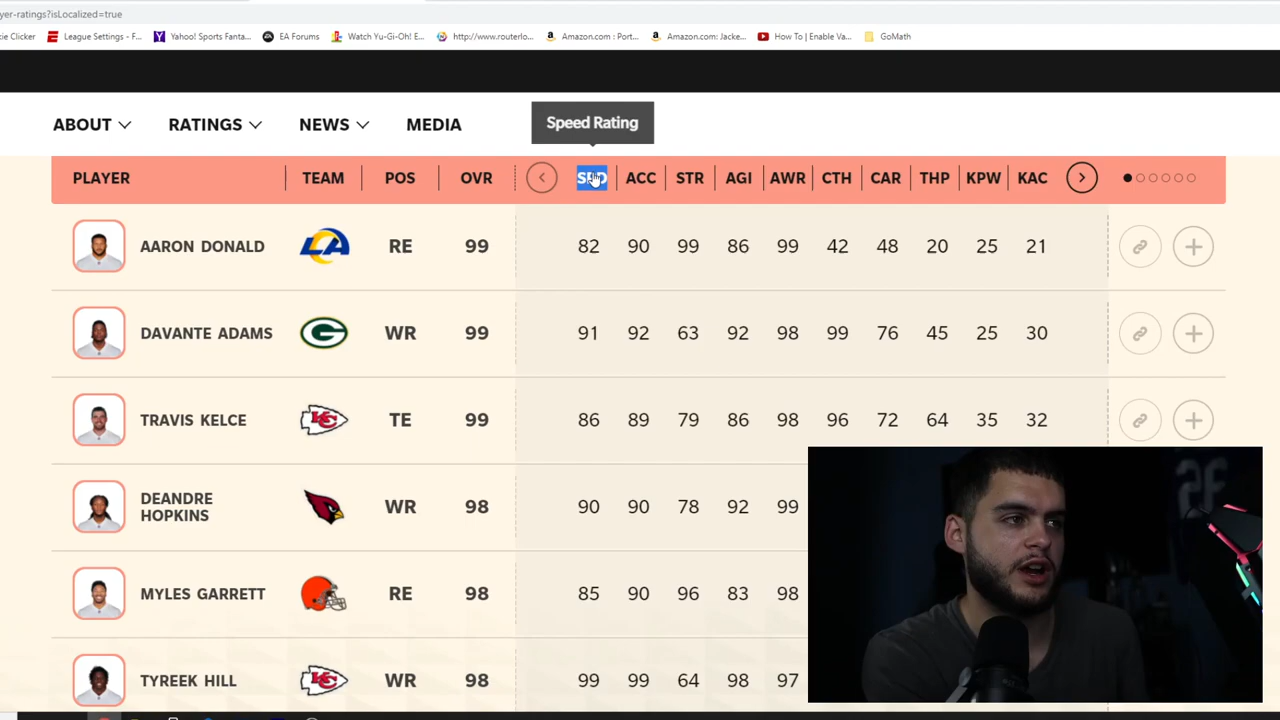 yer-ratings?isLocalized=true
kie Clicker League Settings - F... Yahoo! Sports Fanta... EA Forums Watch Yu-Gi-Oh! E... http://www.routerlo... Amazon.com : Port... Amazon.com: Jacke... How To | Enable Va... GoMath
ABOUT RATINGS NEWS MEDIA
Speed Rating
PLAYER TEAM POS OVR SPD ACC STR AGI AWR CTH CAR THP KPW KAC
AARON DONALD RE 99 82 90 99 86 99 42 48 20 25 21
DAVANTE ADAMS WR 99 91 92 63 92 98 99 76 45 25 30
TRAVIS KELCE TE 99 86 89 79 86 98 96 72 64 35 32
DEANDRE
HOPKINS WR 98 90 90 78 92 99
MYLES GARRETT RE 98 85 90 96 83 98
TYREEK HILL WR 98 99 99 64 98 97